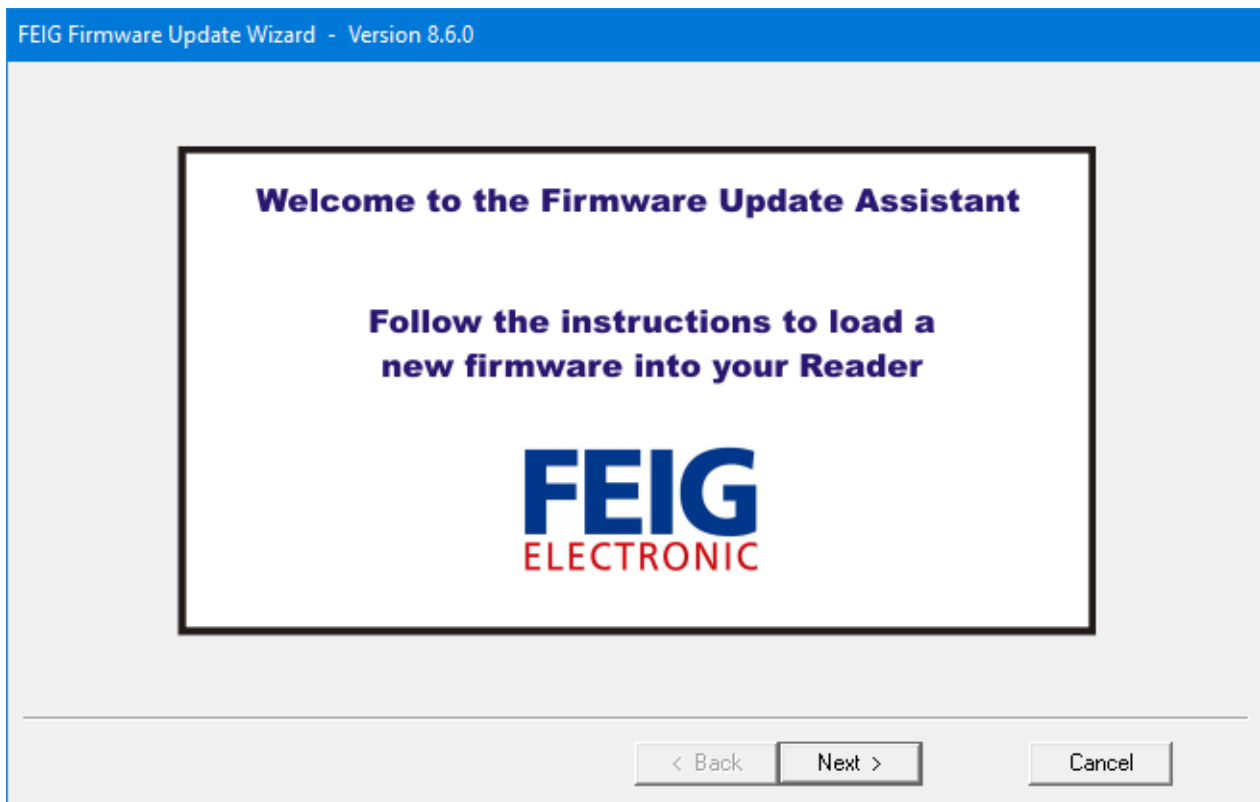 FEIG Firmware Update Wizard - Version 8.6.0
Welcome to the Firmware Update Assistant
Follow the instructions to load a
new firmware into your Reader
FEIG
ELECTRONIC
< Back Next > Cancel